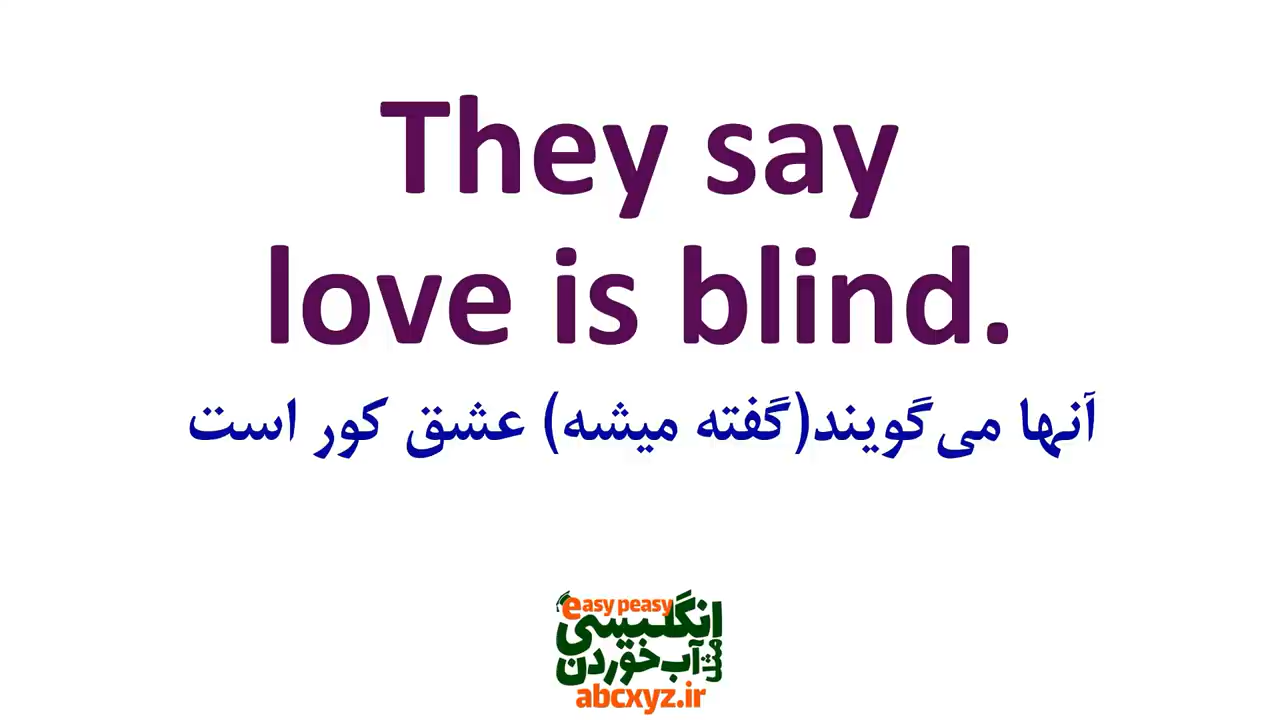 They say
love is blind.
آنها می‌گویند(گفته میشه) عشق کور است
easy peasy
انگلیسی
مثل آب خوردن
abcxyz.ir